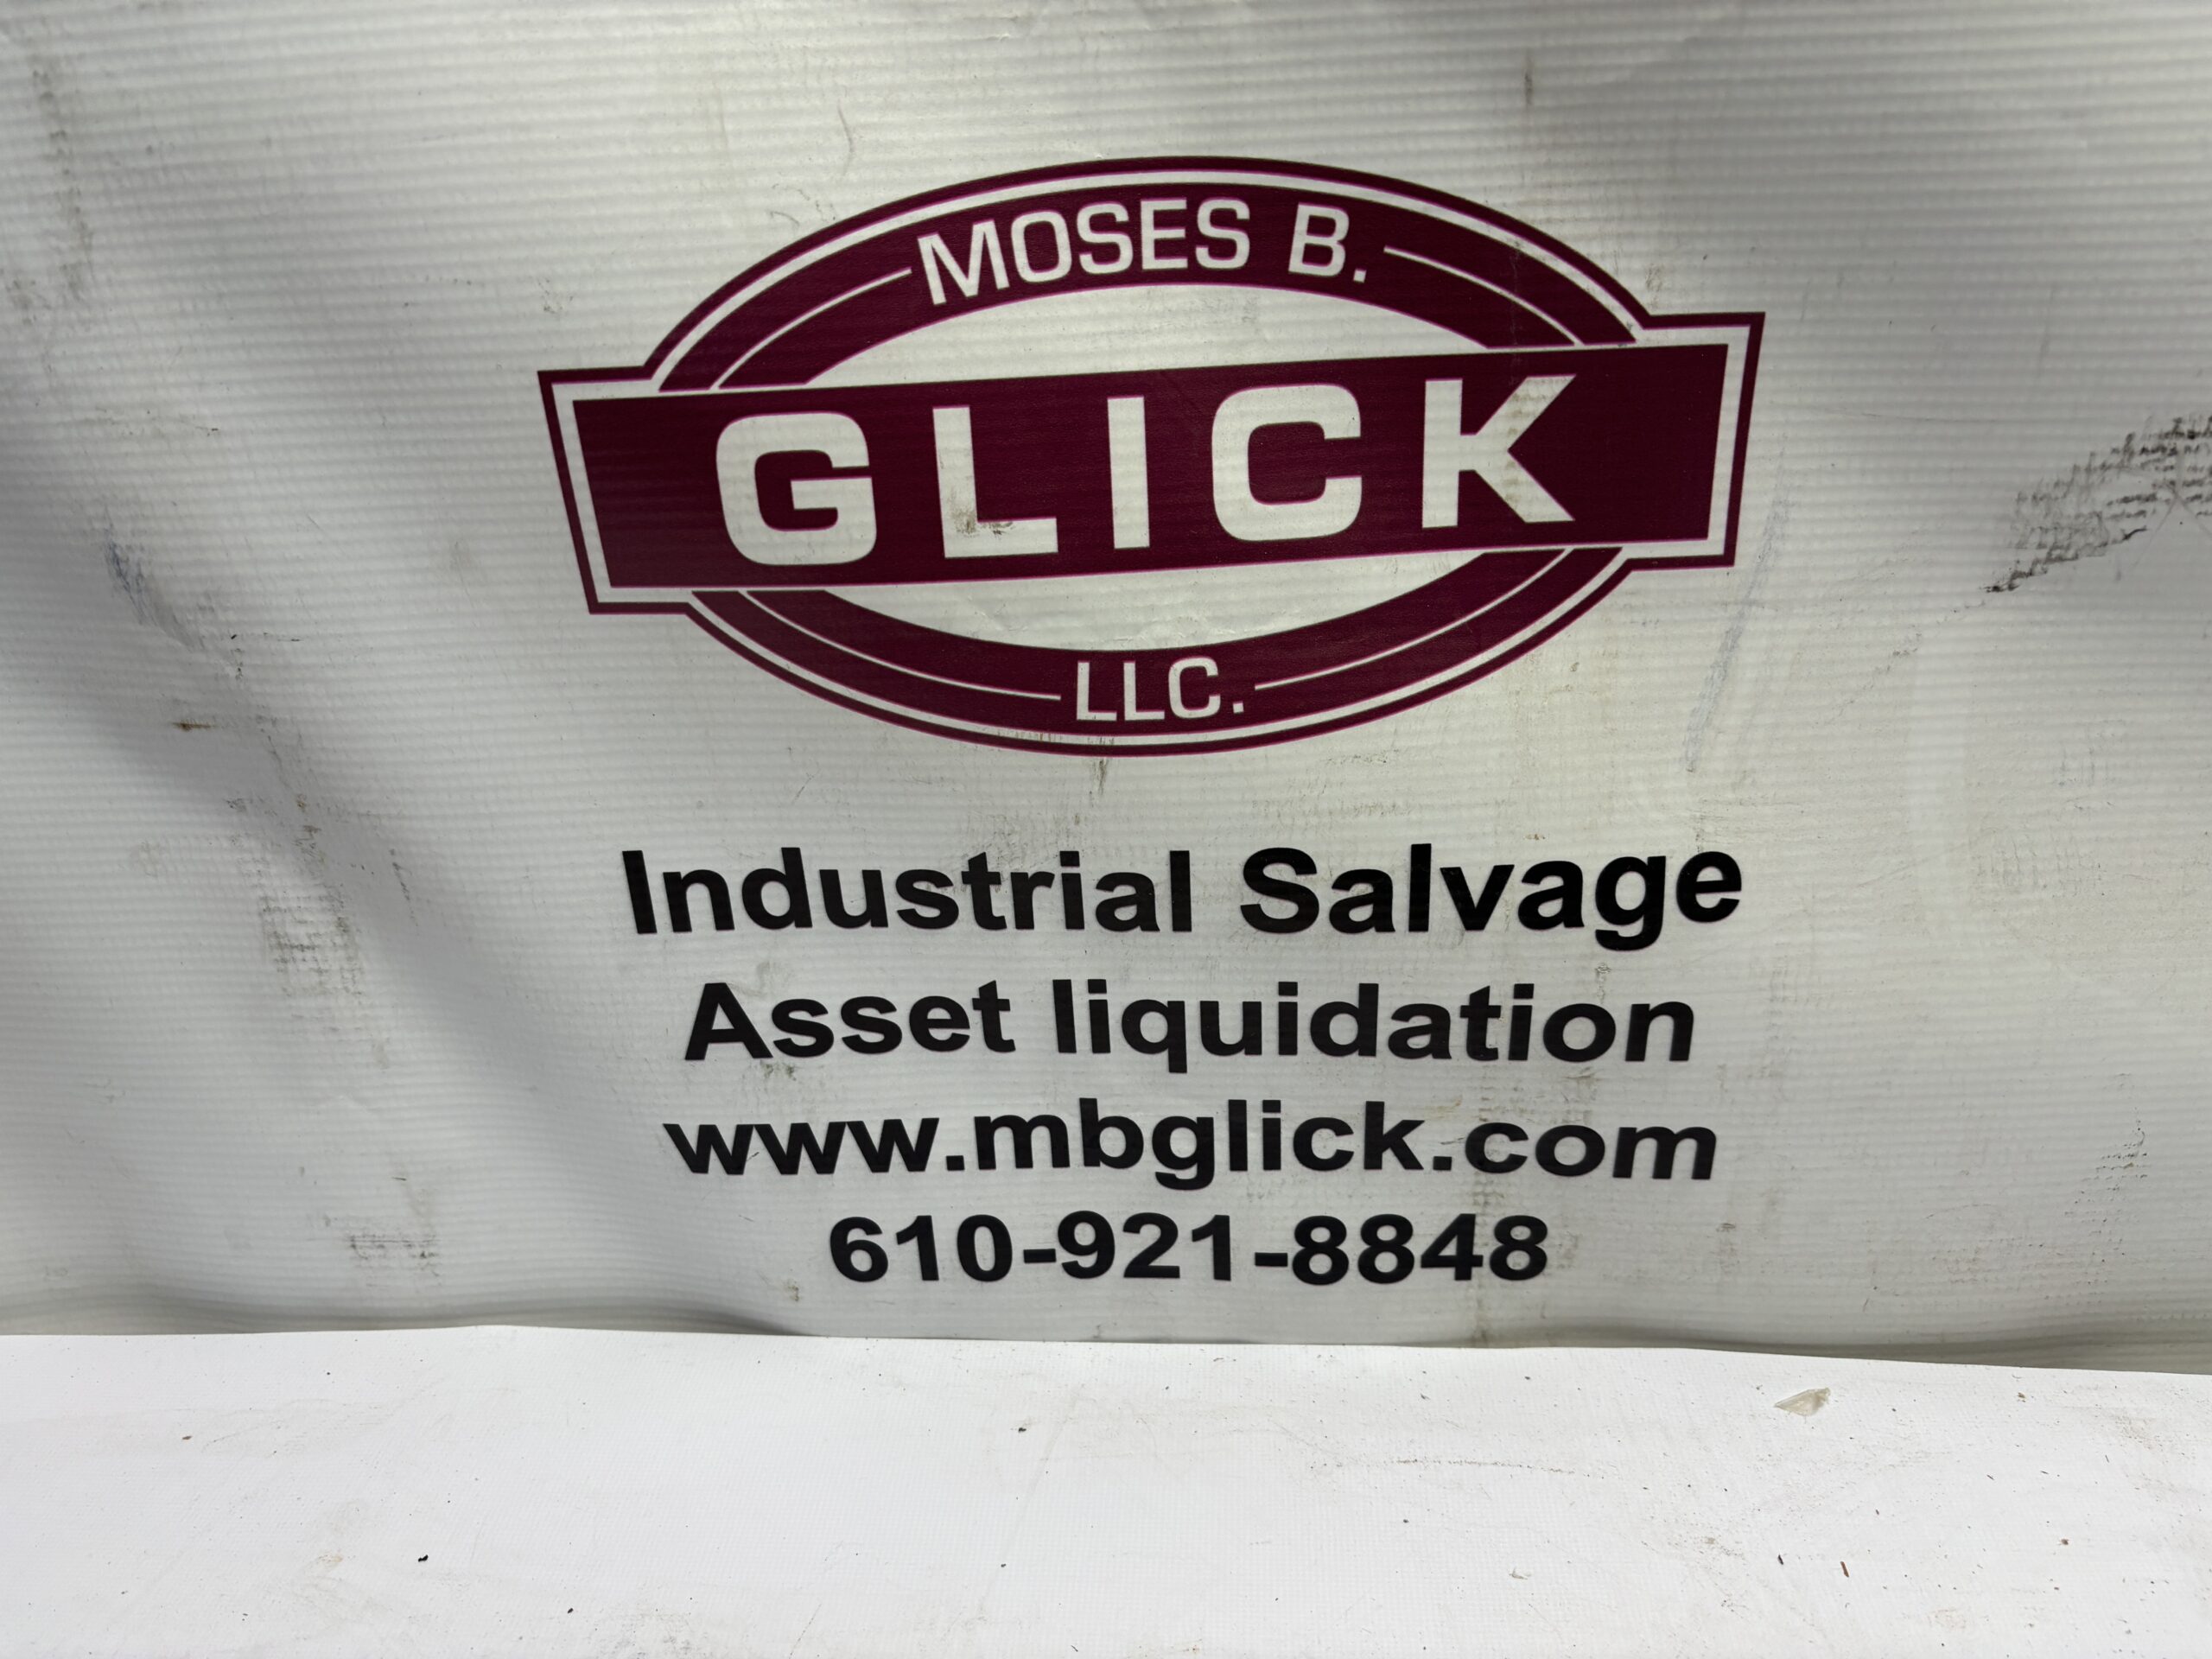 MOSES B.
GLICK
LLC.
Industrial Salvage
Asset liquidation
www.mbglick.com
610-921-8848